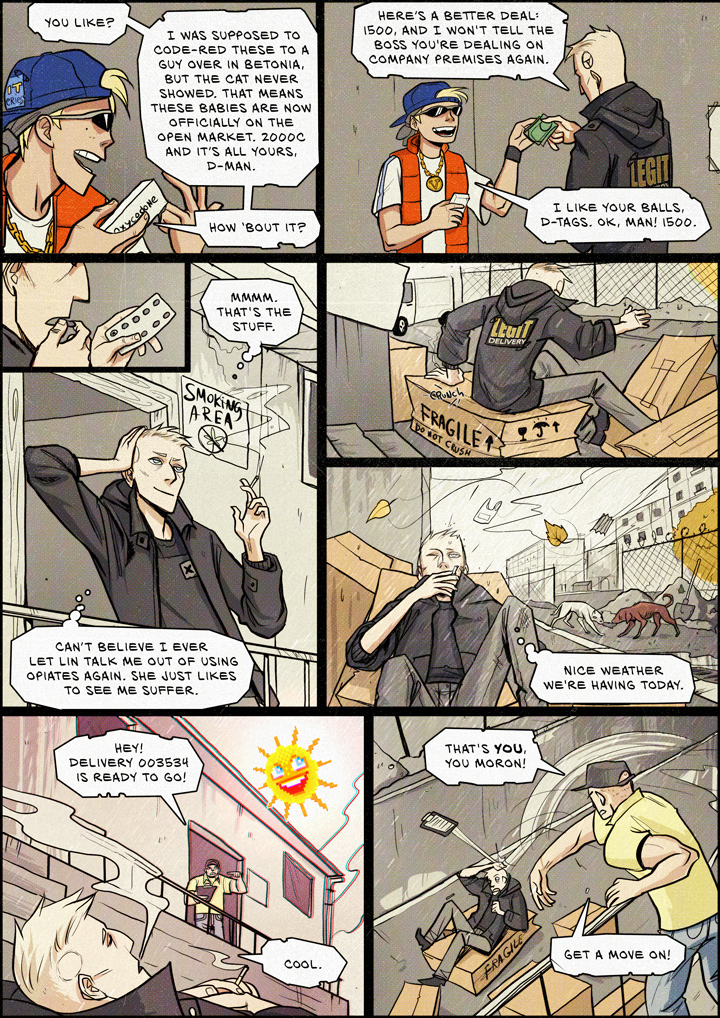 YOU LIKE?
I WAS SUPPOSED TO
CODE-RED THESE TO A
GUY OVER IN BETONIA,
BUT THE CAT NEVER
SHOWED. THAT MEANS
THESE BABIES ARE NOW
OFFICIALLY ON THE
OPEN MARKET. 2000C
AND IT'S ALL YOURS,
D-MAN.
HOW 'BOUT IT?
IT
CRIES
OXYCODONE
HERE'S A BETTER DEAL:
1500, AND I WON'T TELL THE
BOSS YOU'RE DEALING ON
COMPANY PREMISES AGAIN.
LEGIT
I LIKE YOUR BALLS,
D-TAGS. OK, MAN! 1500.
MMMM.
THAT'S THE
STUFF.
SMOKING
AREA
CAN'T BELIEVE I EVER
LET LIN TALK ME OUT OF USING
OPIATES AGAIN. SHE JUST LIKES
TO SEE ME SUFFER.
LEGIT
DELIVERY
CRUNCH
FRAGILE
DO NOT CRUSH
NICE WEATHER
WE'RE HAVING TODAY.
HEY!
DELIVERY 003534
IS READY TO GO!
COOL.
THAT'S YOU,
YOU MORON!
FRAGILE
GET A MOVE ON!